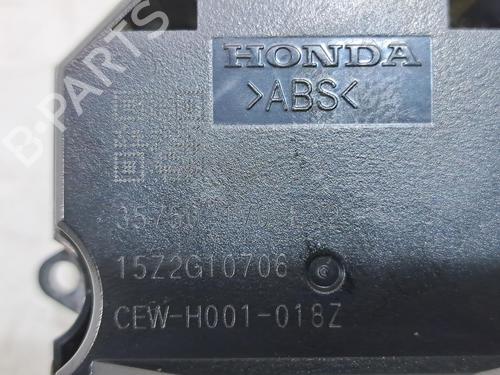 HONDA
>ABS<
15Z2G10706
CEW-H001-018Z
B-PARTS